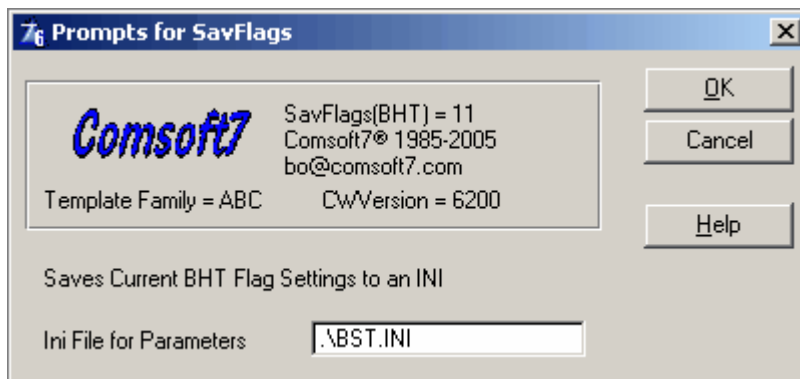 76 Prompts for SavFlags
Comsoft7
SavFlags(BHT) = 11
Comsoft7® 1985-2005
bo@comsoft7.com
Template Family = ABC CWVersion = 6200
OK
Cancel
Help
Saves Current BHT Flag Settings to an INI
Ini File for Parameters .\BST.INI